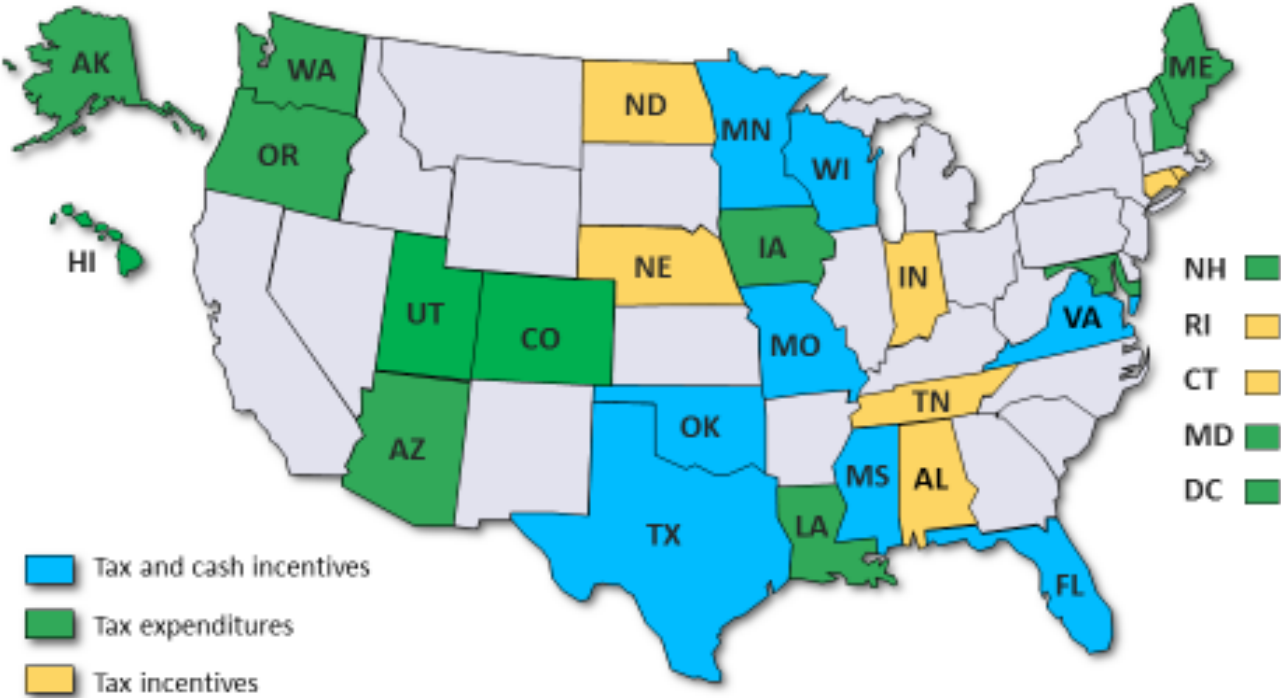 AK
WA
ME
ND
MN
OR
WI
HI
IA
NE
IN
NH
UT
CO
VA
RI
MO
CT
TN
OK
AZ
MD
MS
AL
DC
LA
TX
Tax and cash incentives
FL
Tax expenditures
Tax incentives